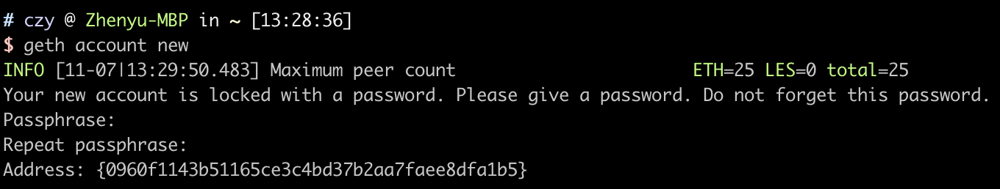 # czy @ Zhenyu-MBP in ~ [13:28:36]
$ geth account new
INFO [11-07|13:29:50.483] Maximum peer count                       ETH=25 LES=0 total=25
Your new account is locked with a password. Please give a password. Do not forget this password.
Passphrase:
Repeat passphrase:
Address: {0960f1143b51165ce3c4bd37b2aa7faee8dfa1b5}